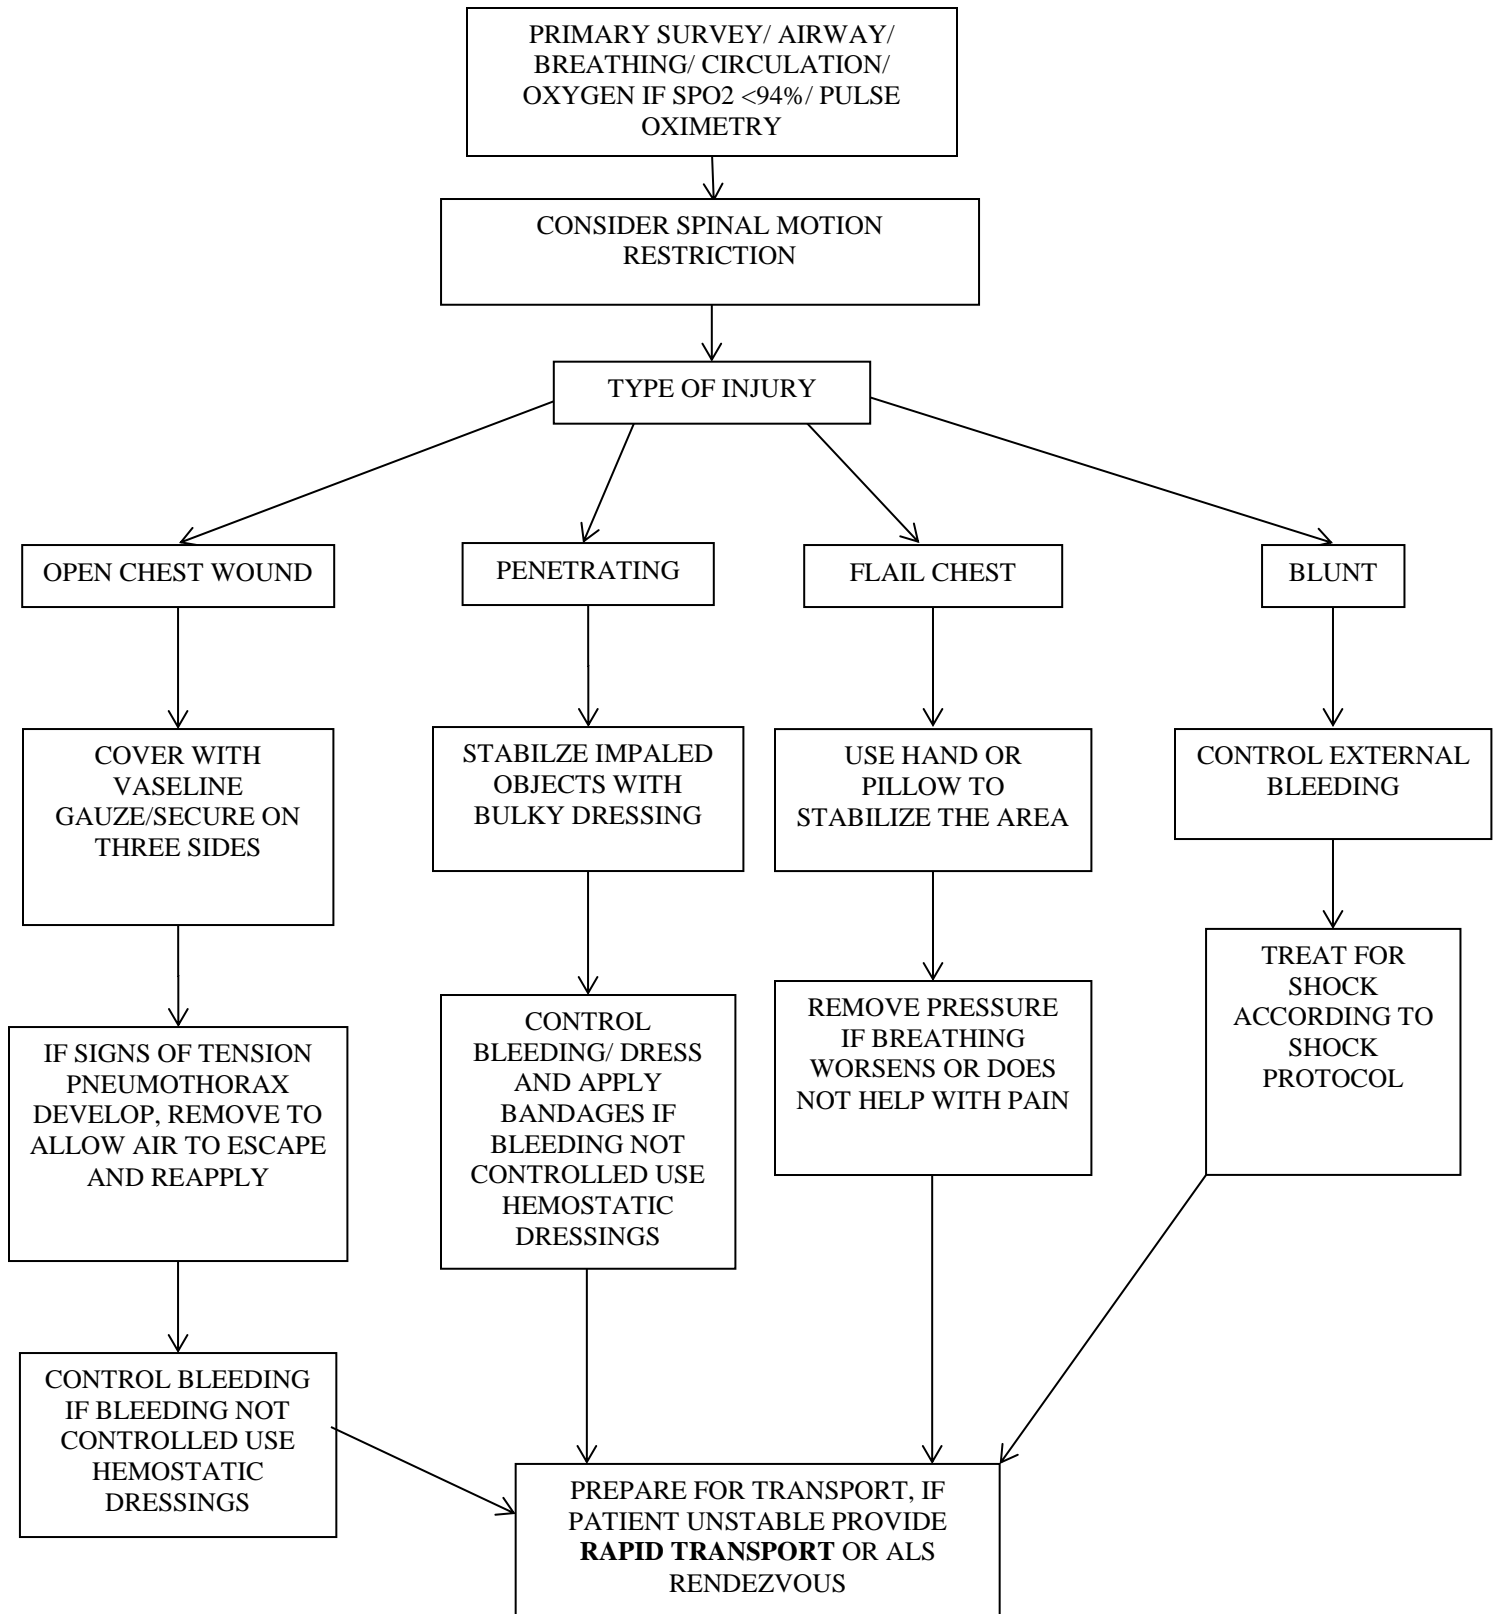 PRIMARY SURVEY/ AIRWAY/
BREATHING/ CIRCULATION/
OXYGEN IF SPO2 <94%/ PULSE
OXIMETRY
CONSIDER SPINAL MOTION
RESTRICTION
TYPE OF INJURY
OPEN CHEST WOUND
PENETRATING
FLAIL CHEST
BLUNT
COVER WITH
VASELINE
GAUZE/SECURE ON
THREE SIDES
STABILZE IMPALED
OBJECTS WITH
BULKY DRESSING
USE HAND OR
PILLOW TO
STABILIZE THE AREA
CONTROL EXTERNAL
BLEEDING
IF SIGNS OF TENSION
PNEUMOTHORAX
DEVELOP, REMOVE TO
ALLOW AIR TO ESCAPE
AND REAPPLY
CONTROL
BLEEDING/ DRESS
AND APPLY
BANDAGES IF
BLEEDING NOT
CONTROLLED USE
HEMOSTATIC
DRESSINGS
REMOVE PRESSURE
IF BREATHING
WORSENS OR DOES
NOT HELP WITH PAIN
TREAT FOR
SHOCK
ACCORDING TO
SHOCK
PROTOCOL
CONTROL BLEEDING
IF BLEEDING NOT
CONTROLLED USE
HEMOSTATIC
DRESSINGS
PREPARE FOR TRANSPORT, IF
PATIENT UNSTABLE PROVIDE
RAPID TRANSPORT OR ALS
RENDEZVOUS